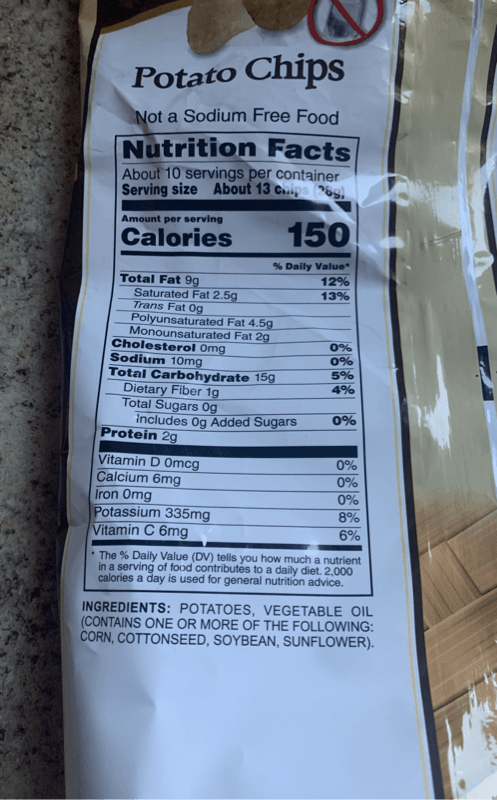 Potato Chips
Not a Sodium Free Food
Nutrition Facts
About 10 servings per container
Serving size About 13 chips (28g)
Amount per serving
Calories 150
% Daily Value*
Total Fat 9g 12%
Saturated Fat 2.5g 13%
Trans Fat 0g
Polyunsaturated Fat 4.5g
Monounsaturated Fat 2g
Cholesterol 0mg 0%
Sodium 10mg 0%
Total Carbohydrate 15g 5%
Dietary Fiber 1g 4%
Total Sugars 0g
Includes 0g Added Sugars 0%
Protein 2g
Vitamin D 0mcg 0%
Calcium 6mg 0%
Iron 0mg 0%
Potassium 335mg 8%
Vitamin C 6mg 6%
* The % Daily Value (DV) tells you how much a nutrient
in a serving of food contributes to a daily diet. 2,000
calories a day is used for general nutrition advice.
INGREDIENTS: POTATOES, VEGETABLE OIL
(CONTAINS ONE OR MORE OF THE FOLLOWING:
CORN, COTTONSEED, SOYBEAN, SUNFLOWER).